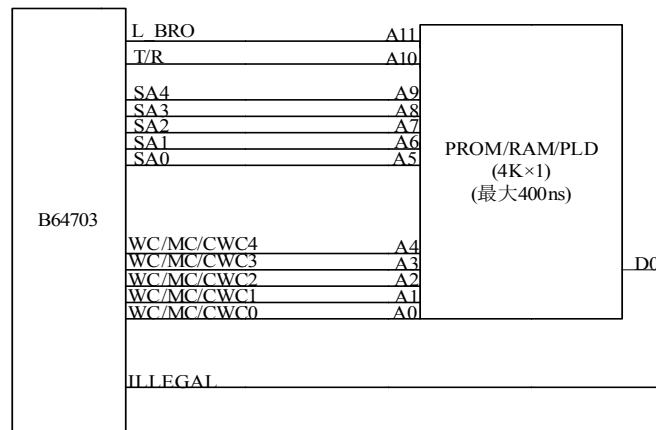 L_BRO A11
T/R A10
SA4 A9
SA3 A8
SA2 A7
SA1 A6
SA0 A5
PROM/RAM/PLD
(4K×1)
(最大400ns)
B64703
WC/MC/CWC4 A4
WC/MC/CWC3 A3
D0
WC/MC/CWC2 A2
WC/MC/CWC1 A1
WC/MC/CWC0 A0
ILLEGAL